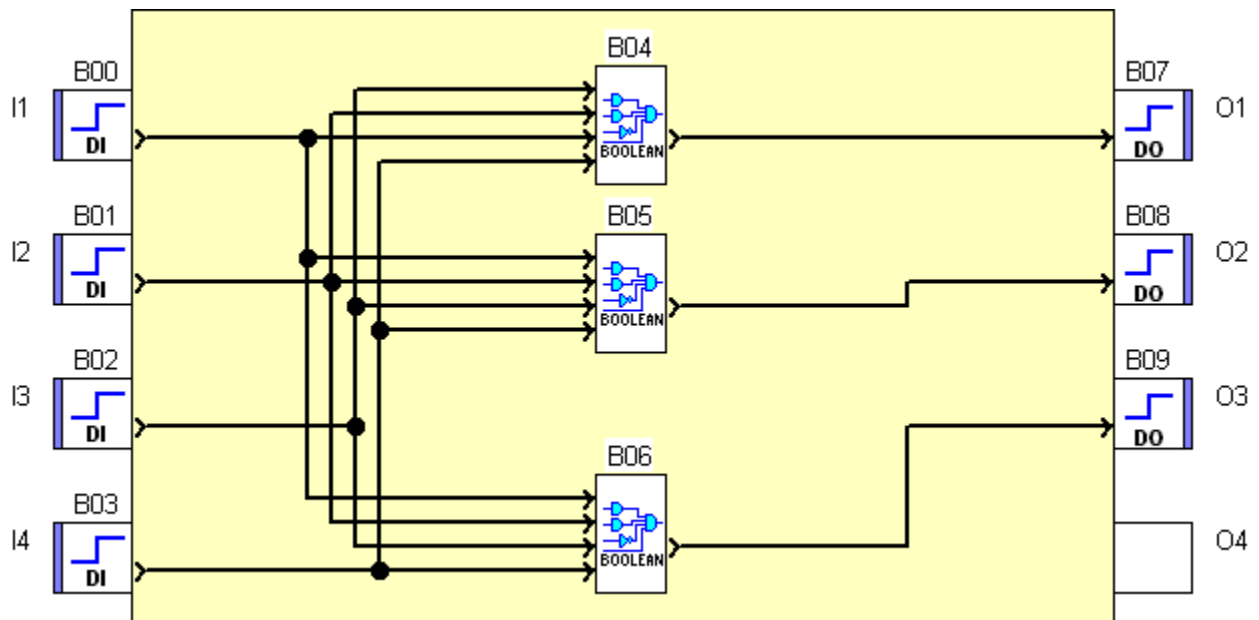 B04
B00
B07
I1
O1
DI
BOOLEAN
DO
B01
B05
B08
I2
O2
DI
BOOLEAN
DO
B02
B09
I3
O3
DI
DO
B06
B03
I4
O4
BOOLEAN
DI